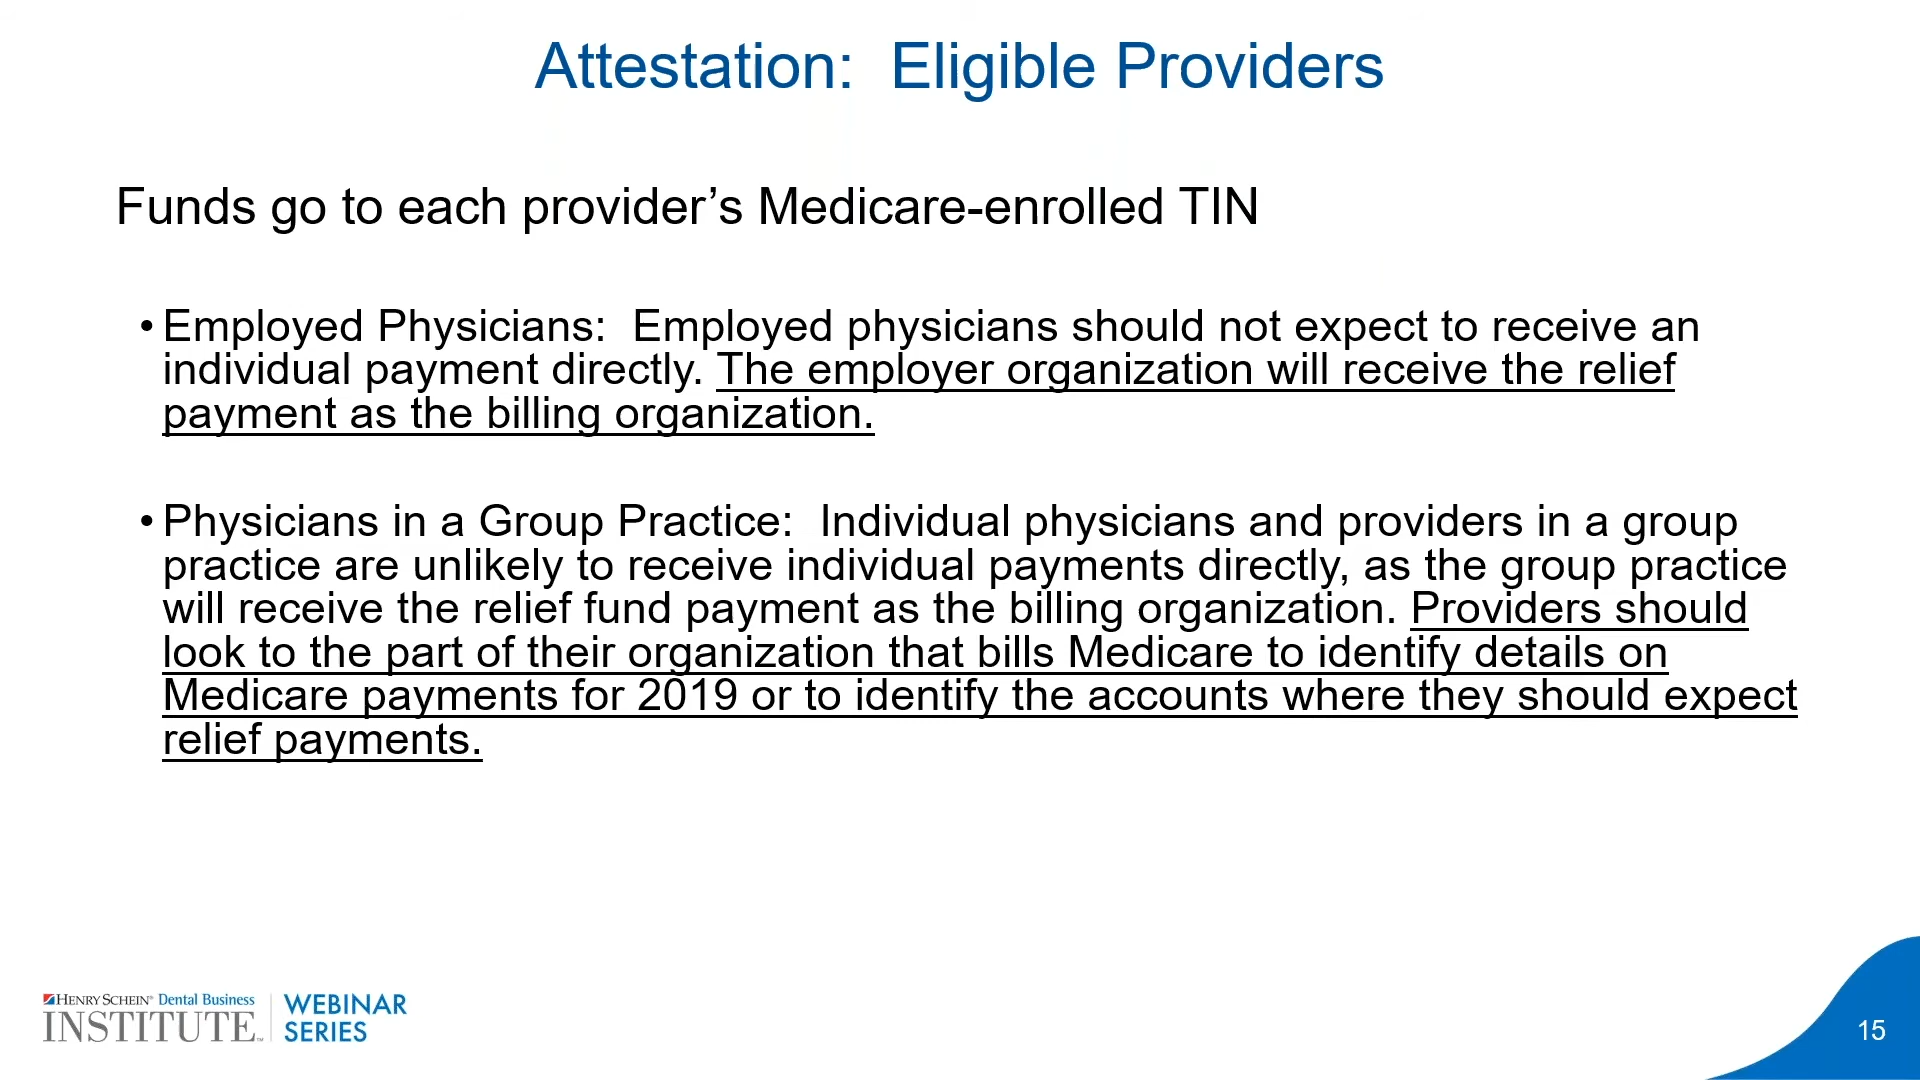 Attestation:  Eligible Providers
Funds go to each provider’s Medicare-enrolled TIN
• Employed Physicians:  Employed physicians should not expect to receive an
individual payment directly. The employer organization will receive the relief
payment as the billing organization.
• Physicians in a Group Practice:  Individual physicians and providers in a group
practice are unlikely to receive individual payments directly, as the group practice
will receive the relief fund payment as the billing organization. Providers should
look to the part of their organization that bills Medicare to identify details on
Medicare payments for 2019 or to identify the accounts where they should expect
relief payments.
HENRY SCHEIN® Dental Business
INSTITUTE™
WEBINAR
SERIES
15